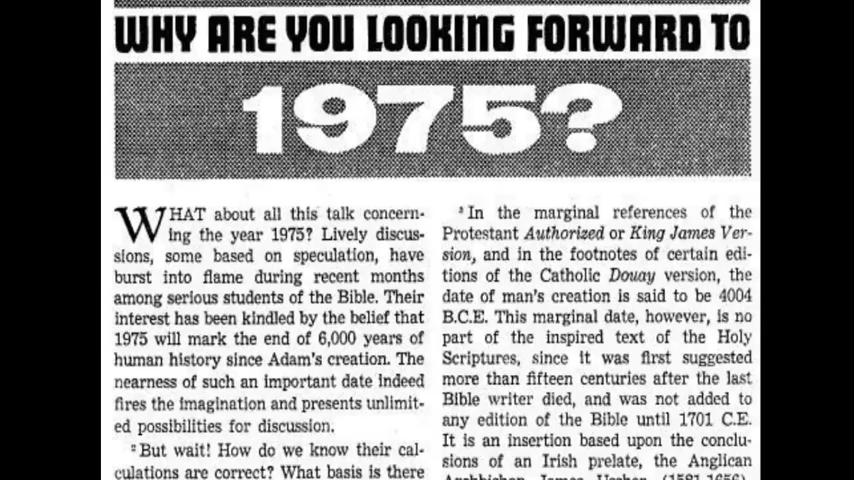 WHY ARE YOU LOOKING FORWARD TO
1975?
WHAT about all this talk concern-
ing the year 1975? Lively discus-
sions, some based on speculation, have
burst into flame during recent months
among serious students of the Bible. Their
interest has been kindled by the belief that
1975 will mark the end of 6,000 years of
human history since Adam's creation. The
nearness of such an important date indeed
fires the imagination and presents unlimit-
ed possibilities for discussion.
² But wait! How do we know their cal-
culations are correct? What basis is there
³ In the marginal references of the
Protestant Authorized or King James Ver-
sion, and in the footnotes of certain edi-
tions of the Catholic Douay version, the
date of man's creation is said to be 4004
B.C.E. This marginal date, however, is no
part of the inspired text of the Holy
Scriptures, since it was first suggested
more than fifteen centuries after the last
Bible writer died, and was not added to
any edition of the Bible until 1701 C.E.
It is an insertion based upon the conclu-
sions of an Irish prelate, the Anglican
Archbishop James Ussher (1581-1656).